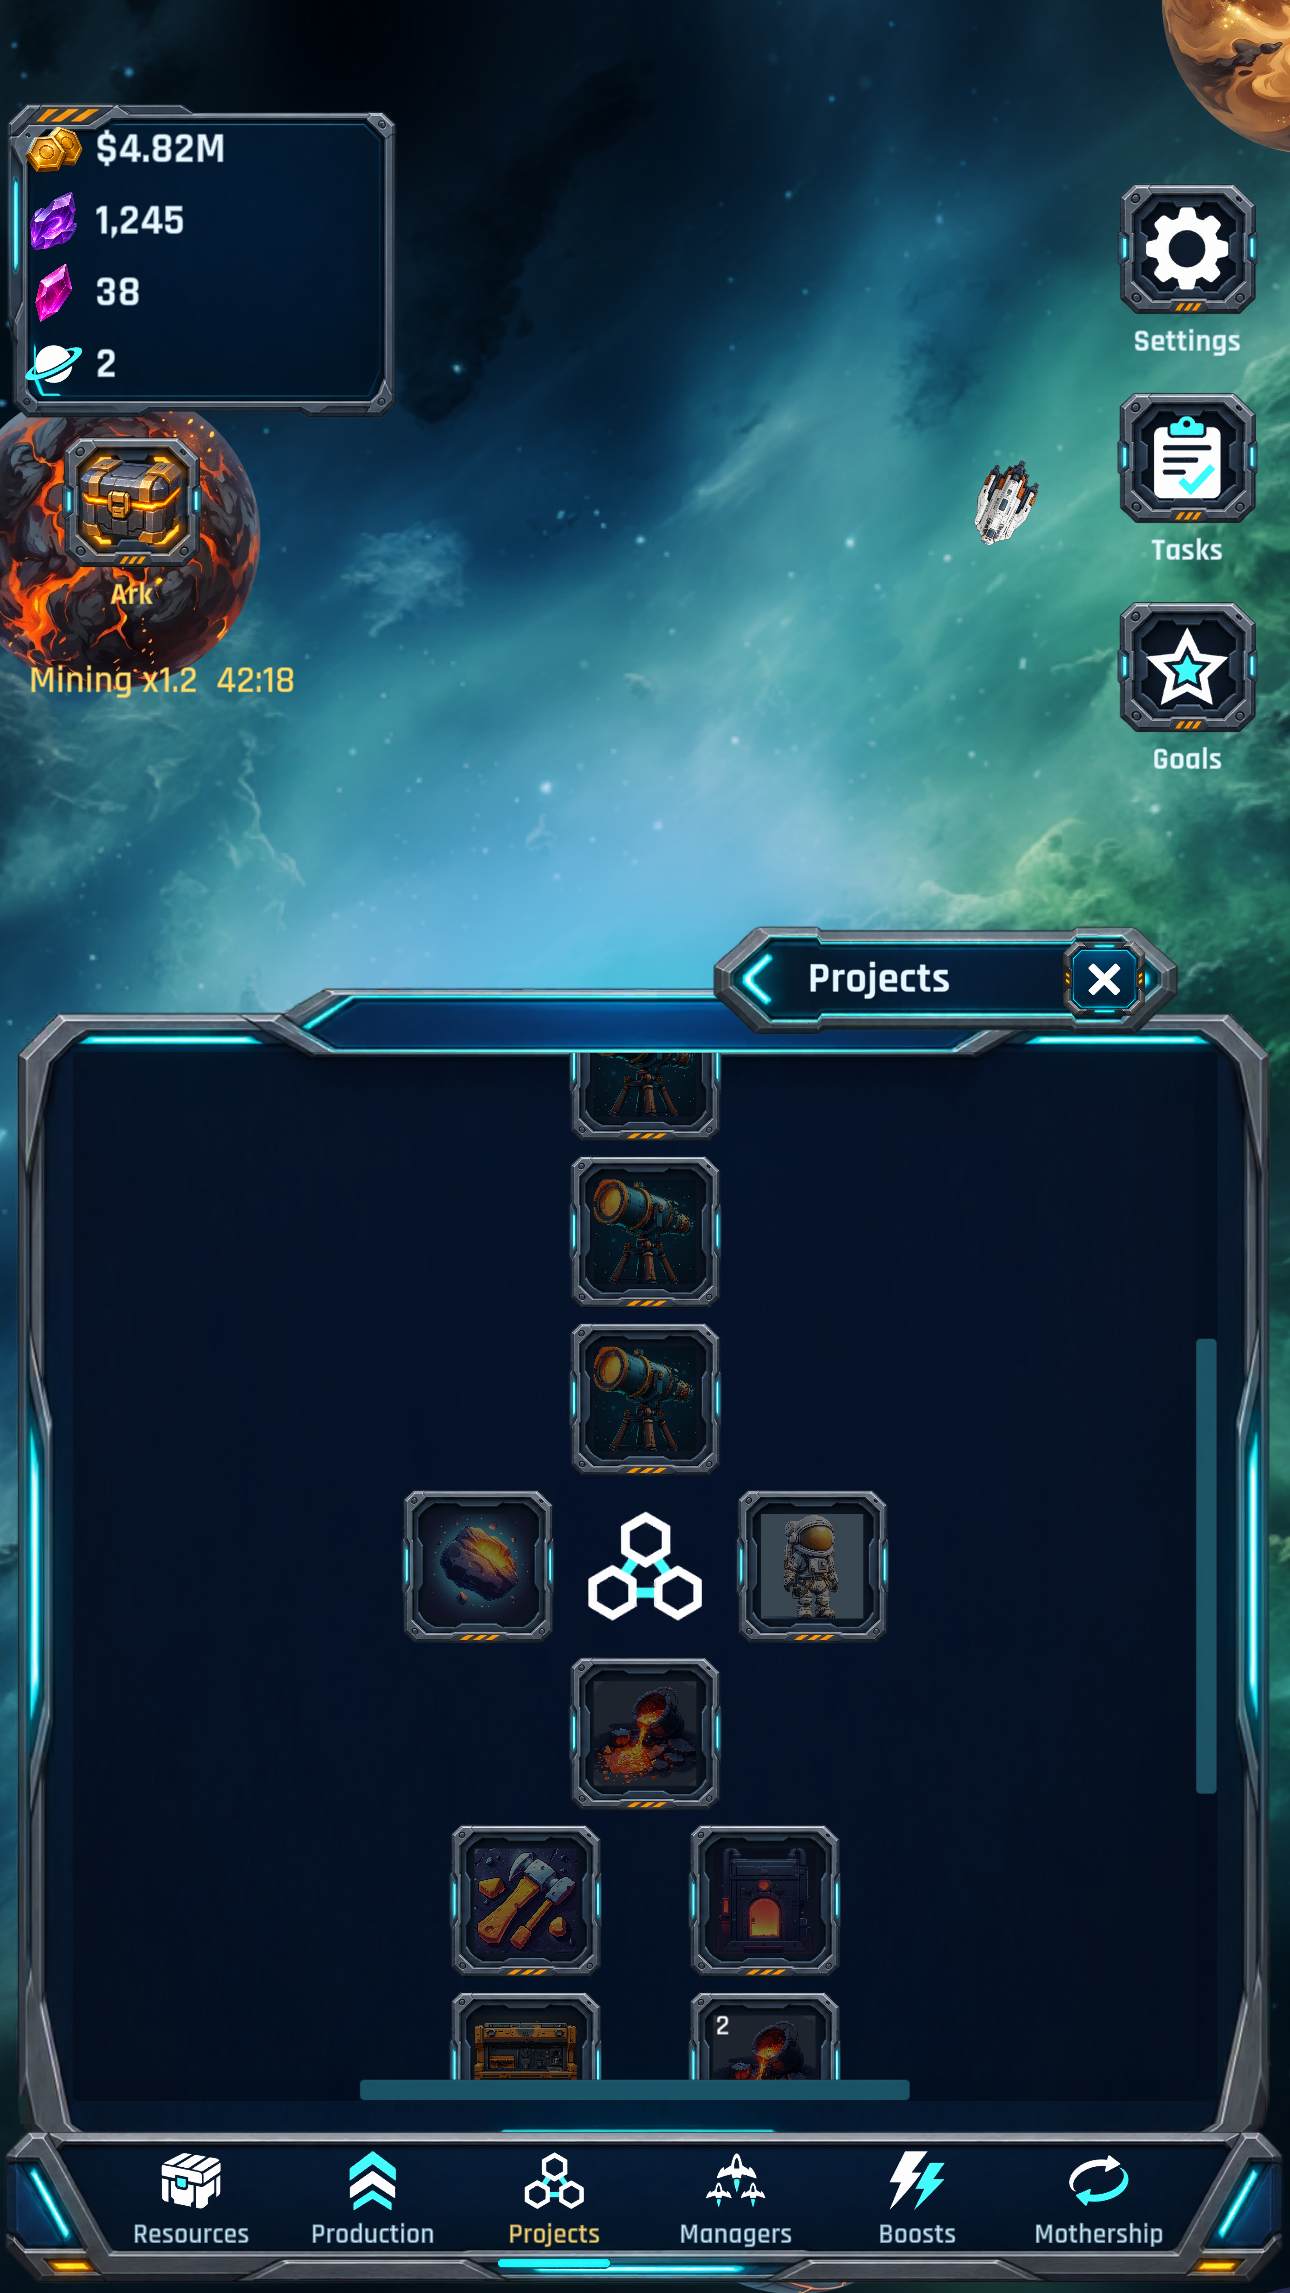 $4.82M
1,245
38
2
Settings
Tasks
Ark
Mining x1.2 42:18
Goals
Projects
2
Resources
Production
Projects
Managers
Boosts
Mothership